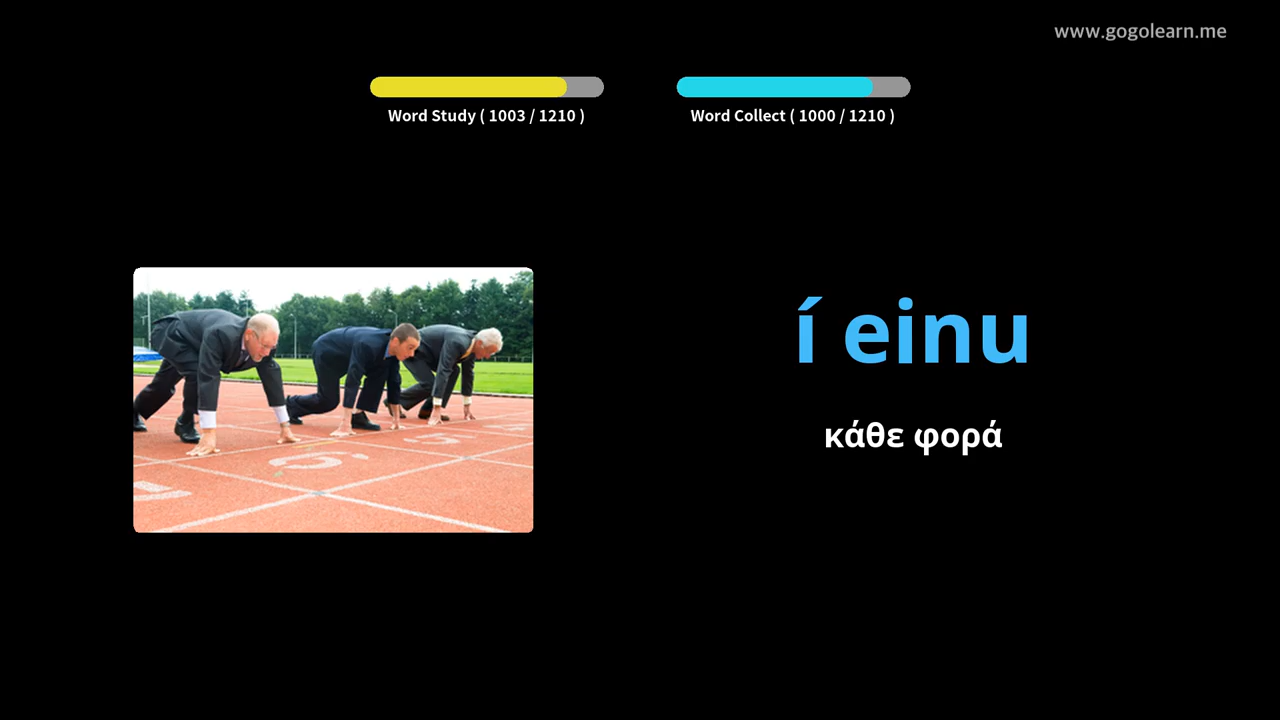 www.gogolearn.me
Word Study ( 1003 / 1210 )
Word Collect ( 1000 / 1210 )
í einu
κάθε φορά